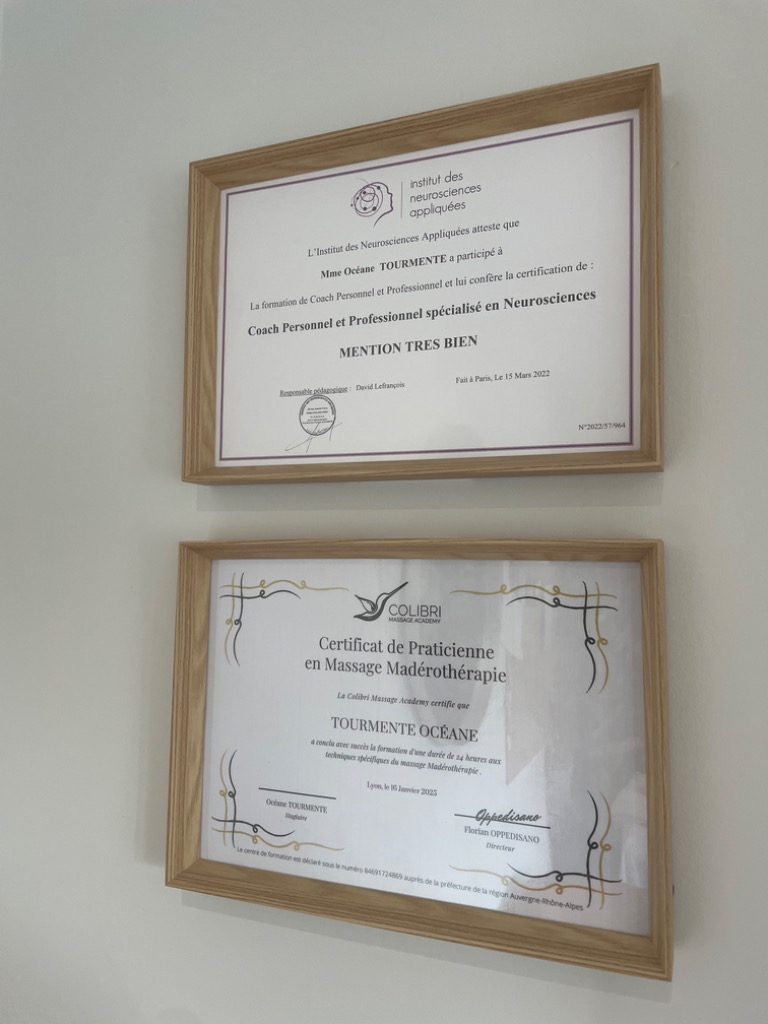 institut des
neurosciences
appliquées
L'Institut des Neurosciences Appliquées atteste que
Mme Océane TOURMENTE a participé à
La formation de Coach Personnel et Professionnel et lui confère la certification de :
Coach Personnel et Professionnel spécialisé en Neurosciences
MENTION TRES BIEN
Responsable pédagogique : David Lefrançois
Fait à Paris, Le 15 Mars 2022
N°2022/57/964
COLIBRI
MASSAGE ACADEMY
Certificat de Praticienne
en Massage Madérothérapie
La Colibri Massage Academy certifie que
TOURMENTE OCÉANE
a conclu avec succès la formation d'une durée de 24 heures aux
techniques spécifiques du massage Madérothérapie .
Lyon, le 16 Janvier 2025
Océane TOURMENTE
Stagiaire
Oppedisano
Florian OPPEDISANO
Directeur
Le centre de formation est déclaré sous le numéro 84691724869 auprès de la préfecture de la région Auvergne-Rhône-Alpes